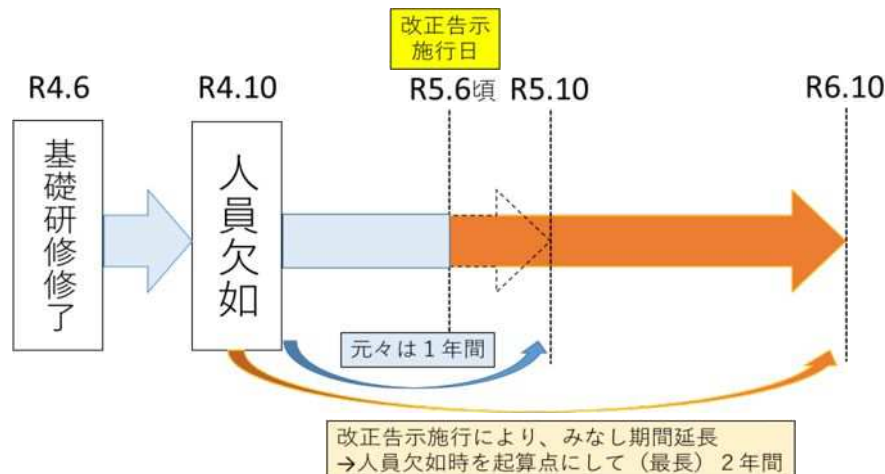 改正告示
施行日
R4.6
R4.10
R5.6頃
R5.10
R6.10
基礎研修修了
人員欠如
元々は１年間
改正告示施行により、みなし期間延長
→人員欠如時を起算点にして（最長）２年間